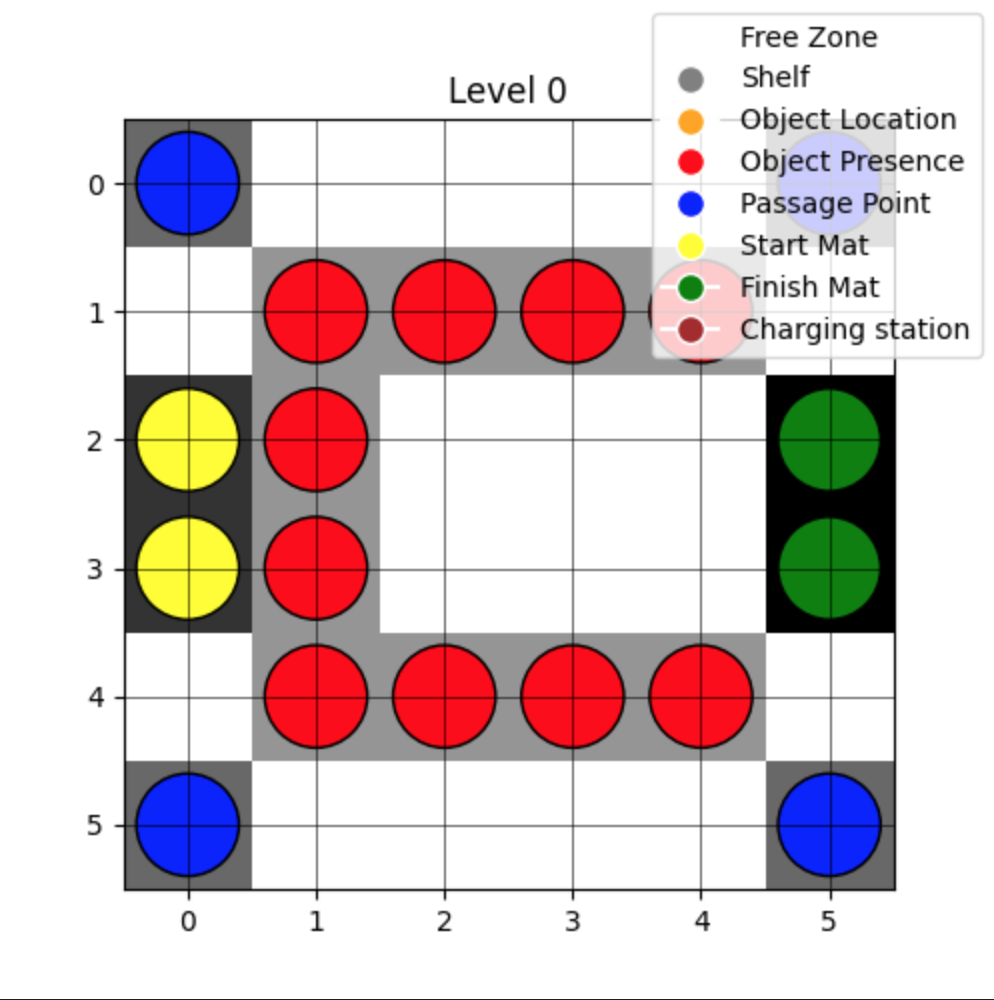 Level 0
Free Zone
Shelf
Object Location
Object Presence
Passage Point
Start Mat
Finish Mat
Charging station
0
1
2
3
4
5
0 1 2 3 4 5